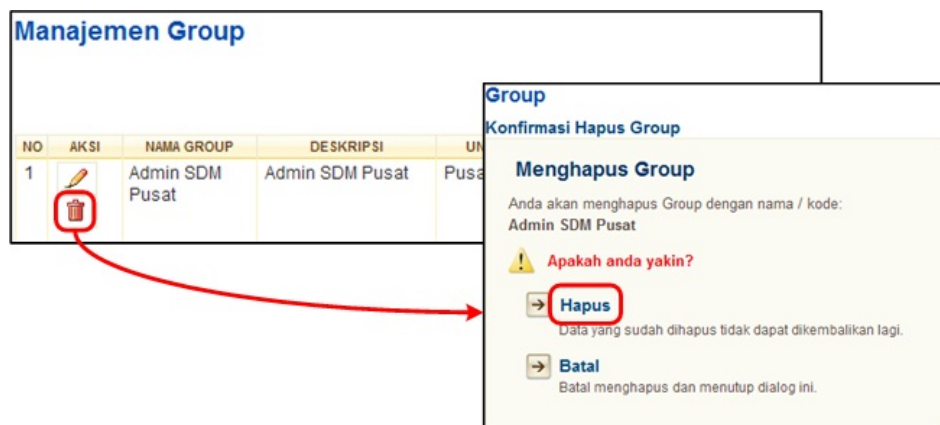 Manajemen Group
NO AKSI NAMA GROUP DESKRIPSI
1 Admin SDM Pusat Admin SDM Pusat
Group
Konfirmasi Hapus Group
Menghapus Group
Anda akan menghapus Group dengan nama / kode:
Admin SDM Pusat
Apakah anda yakin?
Hapus
Data yang sudah dihapus tidak dapat dikembalikan lagi.
Batal
Batal menghapus dan menutup dialog ini.